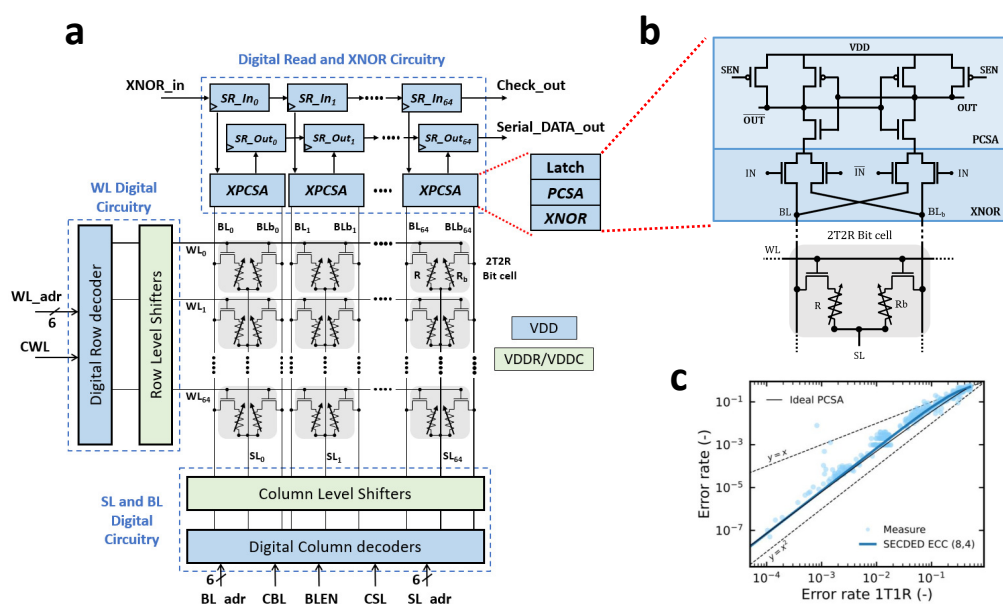 a
Digital Read and XNOR Circuitry
XNOR_in
SR_In0
SR_In1
SR_In64
Check_out
SR_Out0
SR_Out1
SR_Out64
Serial_DATA_out
XPCSA
XPCSA
XPCSA
Latch
PCSA
XNOR
WL Digital
Circuitry
BL0
BLb0
BL1
BLb1
BL64
BLb64
WL0
2T2R
Bit cell
R
Rb
WL1
WL64
SL0
SL1
SL64
WL_adr
6
CWL
Digital Row decoder
Row Level Shifters
VDD
VDDR/VDDC
SL and BL
Digital
Circuitry
Column Level Shifters
Digital Column decoders
6
6
BL_adr
CBL
BLEN
CSL
SL_adr
b
VDD
SEN
SEN
OUT
OUT
PCSA
IN
IN
IN
BL
BLb
XNOR
2T2R Bit cell
WL
R
Rb
SL
c
Ideal PCSA
y = x
y = x²
Measure
SECDED ECC (8,4)
Error rate (-)
10⁻¹
10⁻³
10⁻⁵
10⁻⁷
10⁻⁴
10⁻³
10⁻²
10⁻¹
Error rate 1T1R (-)